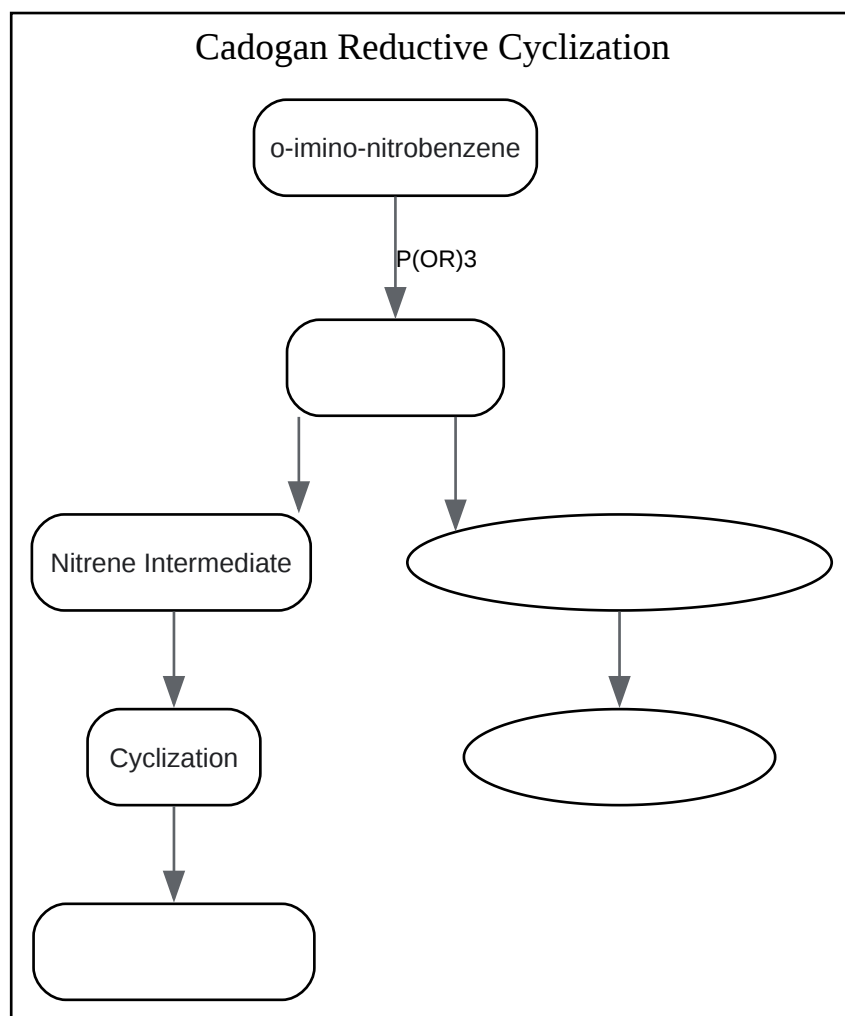 Cadogan Reductive Cyclization
o-imino-nitrobenzene
P(OR)3
Nitrene Intermediate
Cyclization